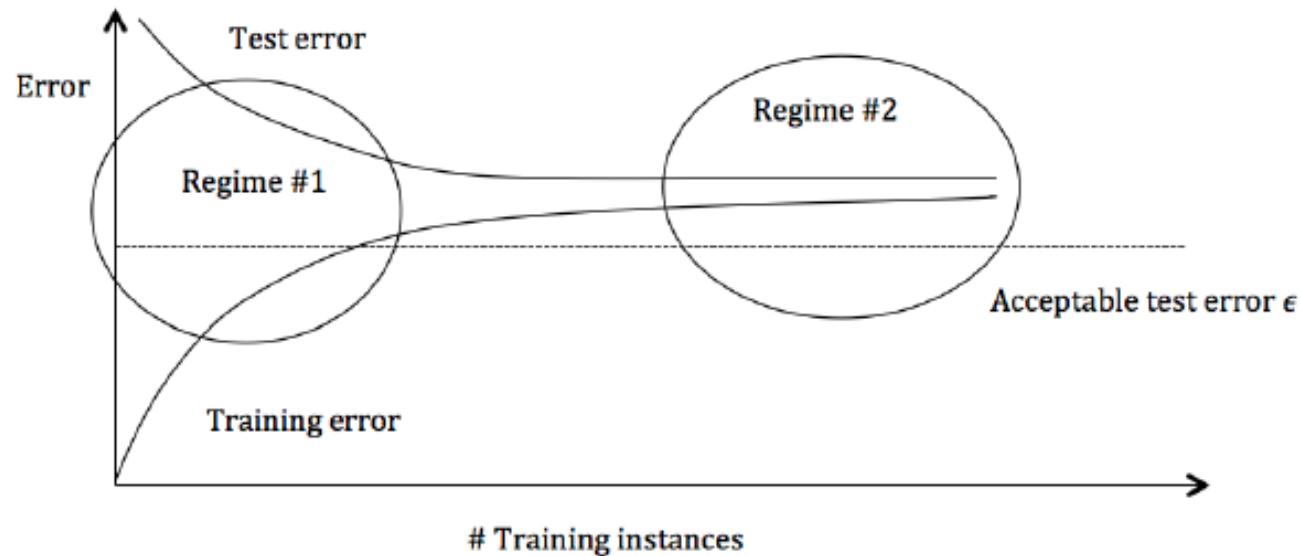 Test error
Error
Regime #2
Regime #1
Acceptable test error ϵ
Training error
# Training instances